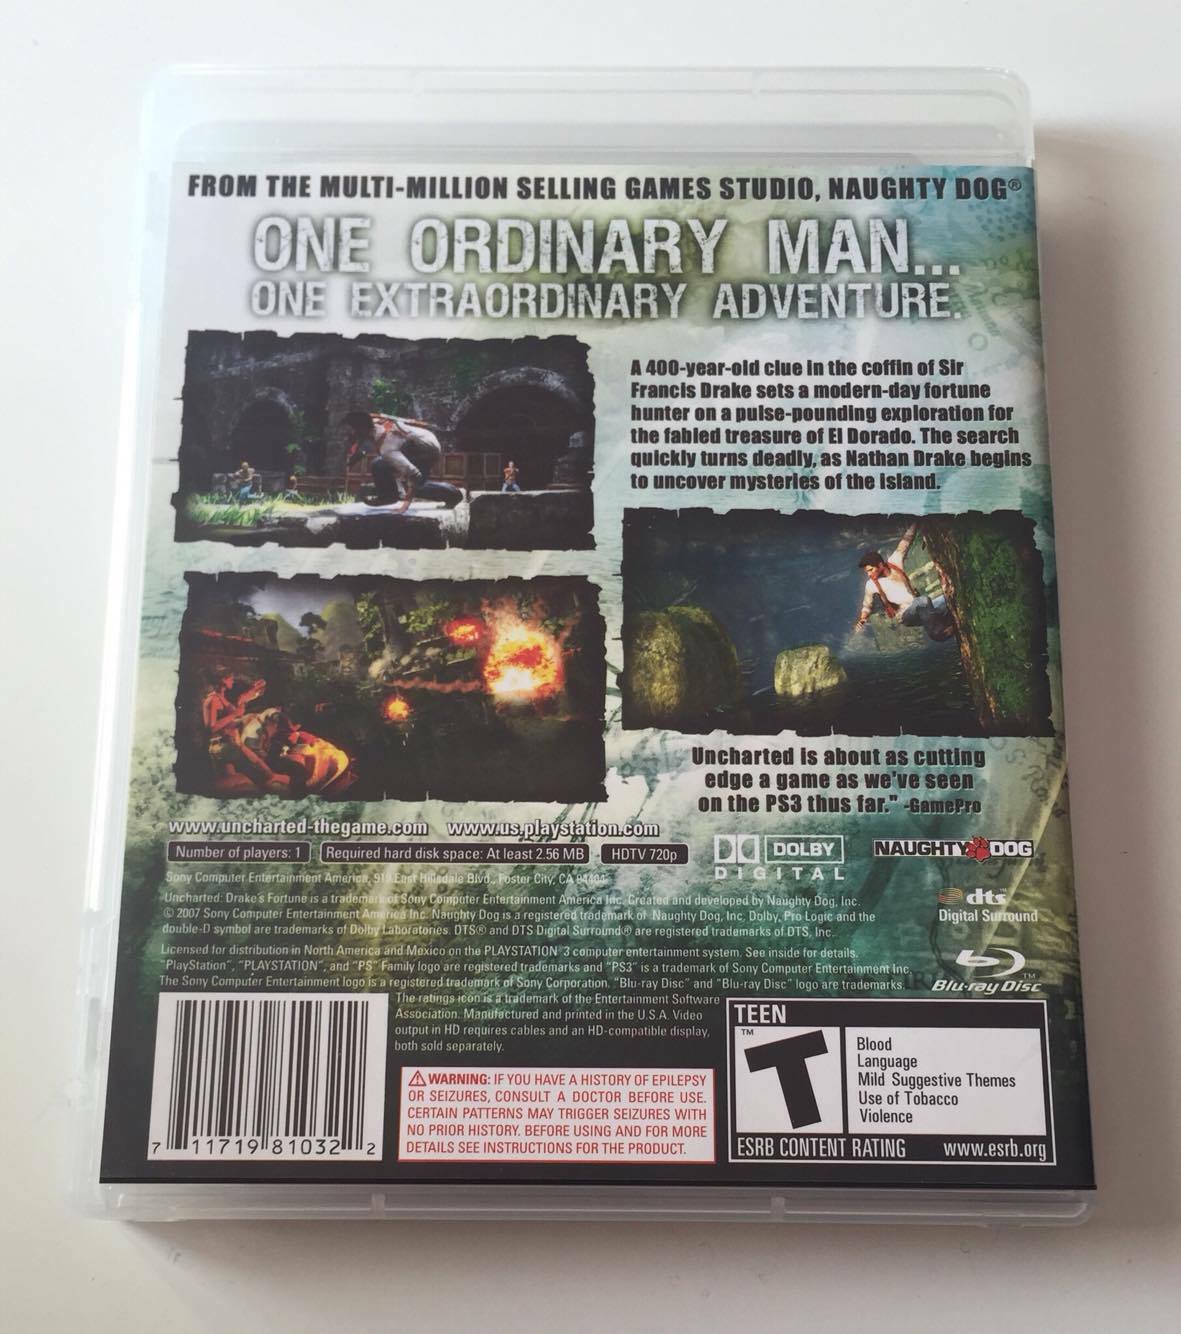 FROM THE MULTI-MILLION SELLING GAMES STUDIO, NAUGHTY DOG®
ONE ORDINARY MAN...
ONE EXTRAORDINARY ADVENTURE.
A 400-year-old clue in the coffin of Sir
Francis Drake sets a modern-day fortune
hunter on a pulse-pounding exploration for
the fabled treasure of El Dorado. The search
quickly turns deadly, as Nathan Drake begins
to uncover mysteries of the island.
Uncharted is about as cutting
edge a game as we've seen
on the PS3 thus far." -GamePro
www.uncharted-thegame.com www.us.playstation.com
Number of players: 1 Required hard disk space: At least 2.56 MB HDTV 720p
DOLBY
DIGITAL
NAUGHTY DOG
Sony Computer Entertainment America, 919 East Hillsdale Blvd., Foster City, CA 94404
Uncharted: Drake's Fortune is a trademark of Sony Computer Entertainment America Inc. Created and developed by Naughty Dog, Inc.
© 2007 Sony Computer Entertainment America Inc. Naughty Dog is a registered trademark of Naughty Dog, Inc. Dolby, Pro Logic and the
double-D symbol are trademarks of Dolby Laboratories. DTS® and DTS Digital Surround® are registered trademarks of DTS, Inc.
dts™
Digital Surround
Licensed for distribution in North America and Mexico on the PLAYSTATION 3 computer entertainment system. See inside for details.
"PlayStation", "PLAYSTATION", and "PS" Family logo are registered trademarks and "PS3" is a trademark of Sony Computer Entertainment Inc.
The Sony Computer Entertainment logo is a registered trademark of Sony Corporation. "Blu-ray Disc" and "Blu-ray Disc" logo are trademarks.
Blu-ray Disc™
The ratings icon is a trademark of the Entertainment Software
Association. Manufactured and printed in the U.S.A. Video
output in HD requires cables and an HD-compatible display,
both sold separately.
7 11719 81032 2
⚠ WARNING: IF YOU HAVE A HISTORY OF EPILEPSY
OR SEIZURES, CONSULT A DOCTOR BEFORE USE.
CERTAIN PATTERNS MAY TRIGGER SEIZURES WITH
NO PRIOR HISTORY. BEFORE USING AND FOR MORE
DETAILS SEE INSTRUCTIONS FOR THE PRODUCT.
TEEN
T™
Blood
Language
Mild Suggestive Themes
Use of Tobacco
Violence
ESRB CONTENT RATING www.esrb.org